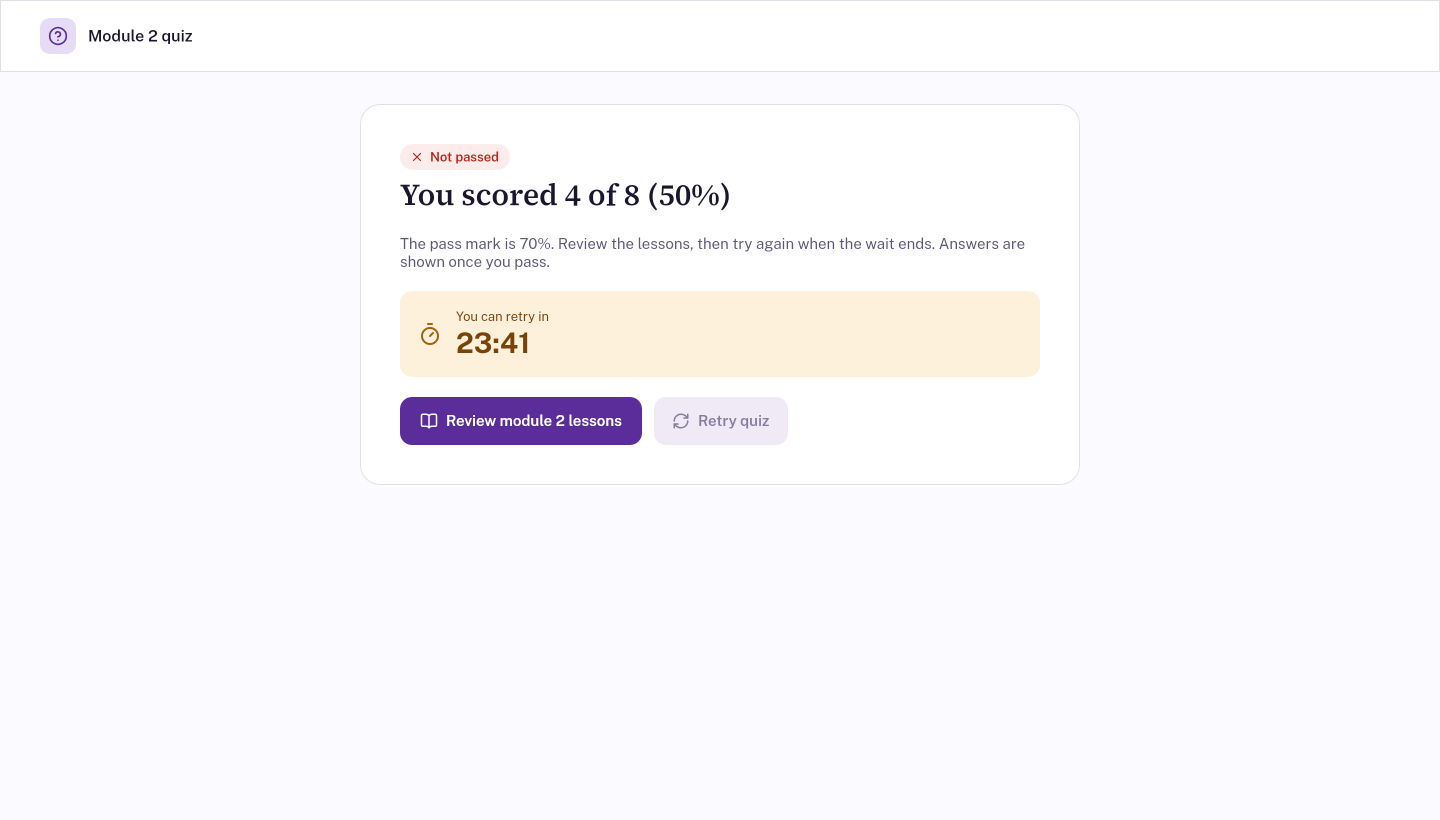 Module 2 quiz
Not passed
You scored 4 of 8 (50%)
The pass mark is 70%. Review the lessons, then try again when the wait ends. Answers are
shown once you pass.
You can retry in
23:41
Review module 2 lessons
Retry quiz